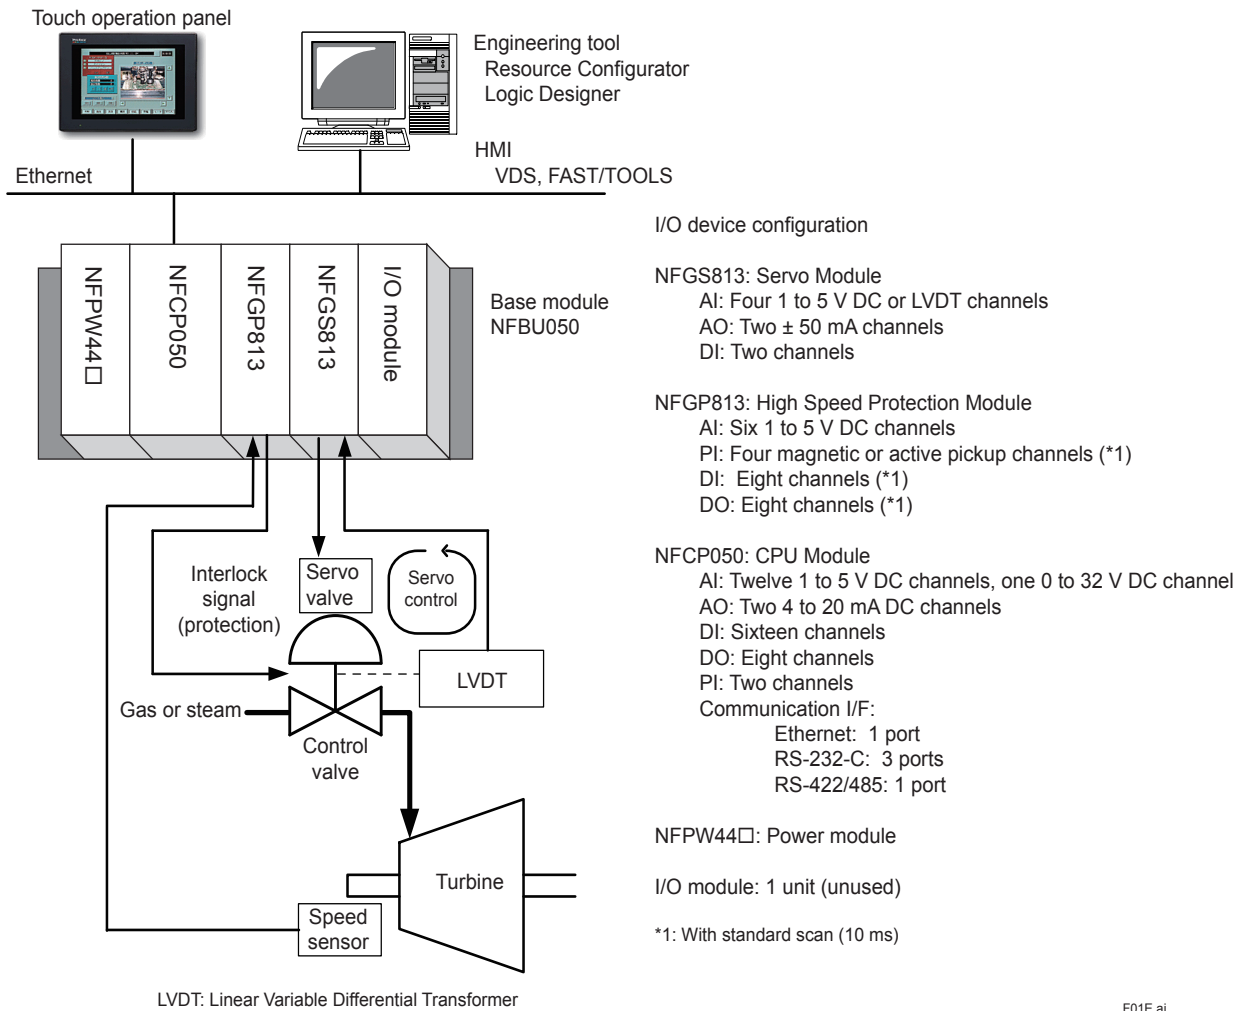 Touch operation panel
Engineering tool
Resource Configurator
Logic Designer
HMI
VDS, FAST/TOOLS
Ethernet
NFPW44□
NFCP050
NFGP813
NFGS813
I/O module
Base module
NFBU050
Interlock
signal
(protection)
Servo
valve
Servo
control
LVDT
Gas or steam
Control
valve
Turbine
Speed
sensor
LVDT: Linear Variable Differential Transformer
I/O device configuration
NFGS813: Servo Module
AI: Four 1 to 5 V DC or LVDT channels
AO: Two ± 50 mA channels
DI: Two channels
NFGP813: High Speed Protection Module
AI: Six 1 to 5 V DC channels
PI: Four magnetic or active pickup channels (*1)
DI: Eight channels (*1)
DO: Eight channels (*1)
NFCP050: CPU Module
AI: Twelve 1 to 5 V DC channels, one 0 to 32 V DC channel
AO: Two 4 to 20 mA DC channels
DI: Sixteen channels
DO: Eight channels
PI: Two channels
Communication I/F:
Ethernet: 1 port
RS-232-C: 3 ports
RS-422/485: 1 port
NFPW44□: Power module
I/O module: 1 unit (unused)
*1: With standard scan (10 ms)
F01E.ai